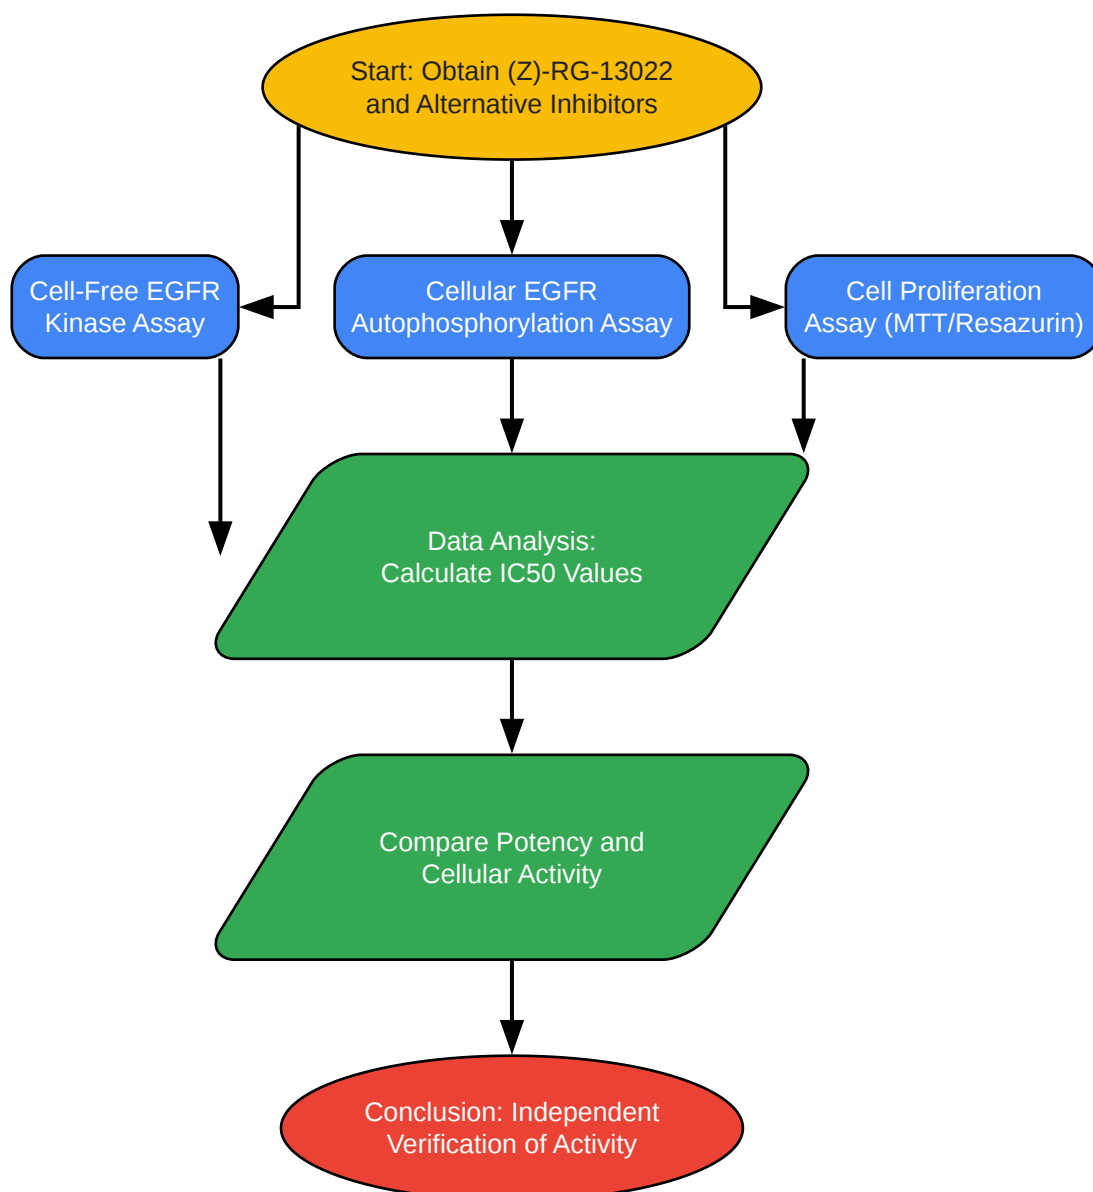 Start: Obtain (Z)-RG-13022
and Alternative Inhibitors
Cell-Free EGFR
Kinase Assay
Cellular EGFR
Autophosphorylation Assay
Cell Proliferation
Assay (MTT/Resazurin)
Data Analysis:
Calculate IC50 Values
Compare Potency and
Cellular Activity
Conclusion: Independent
Verification of Activity